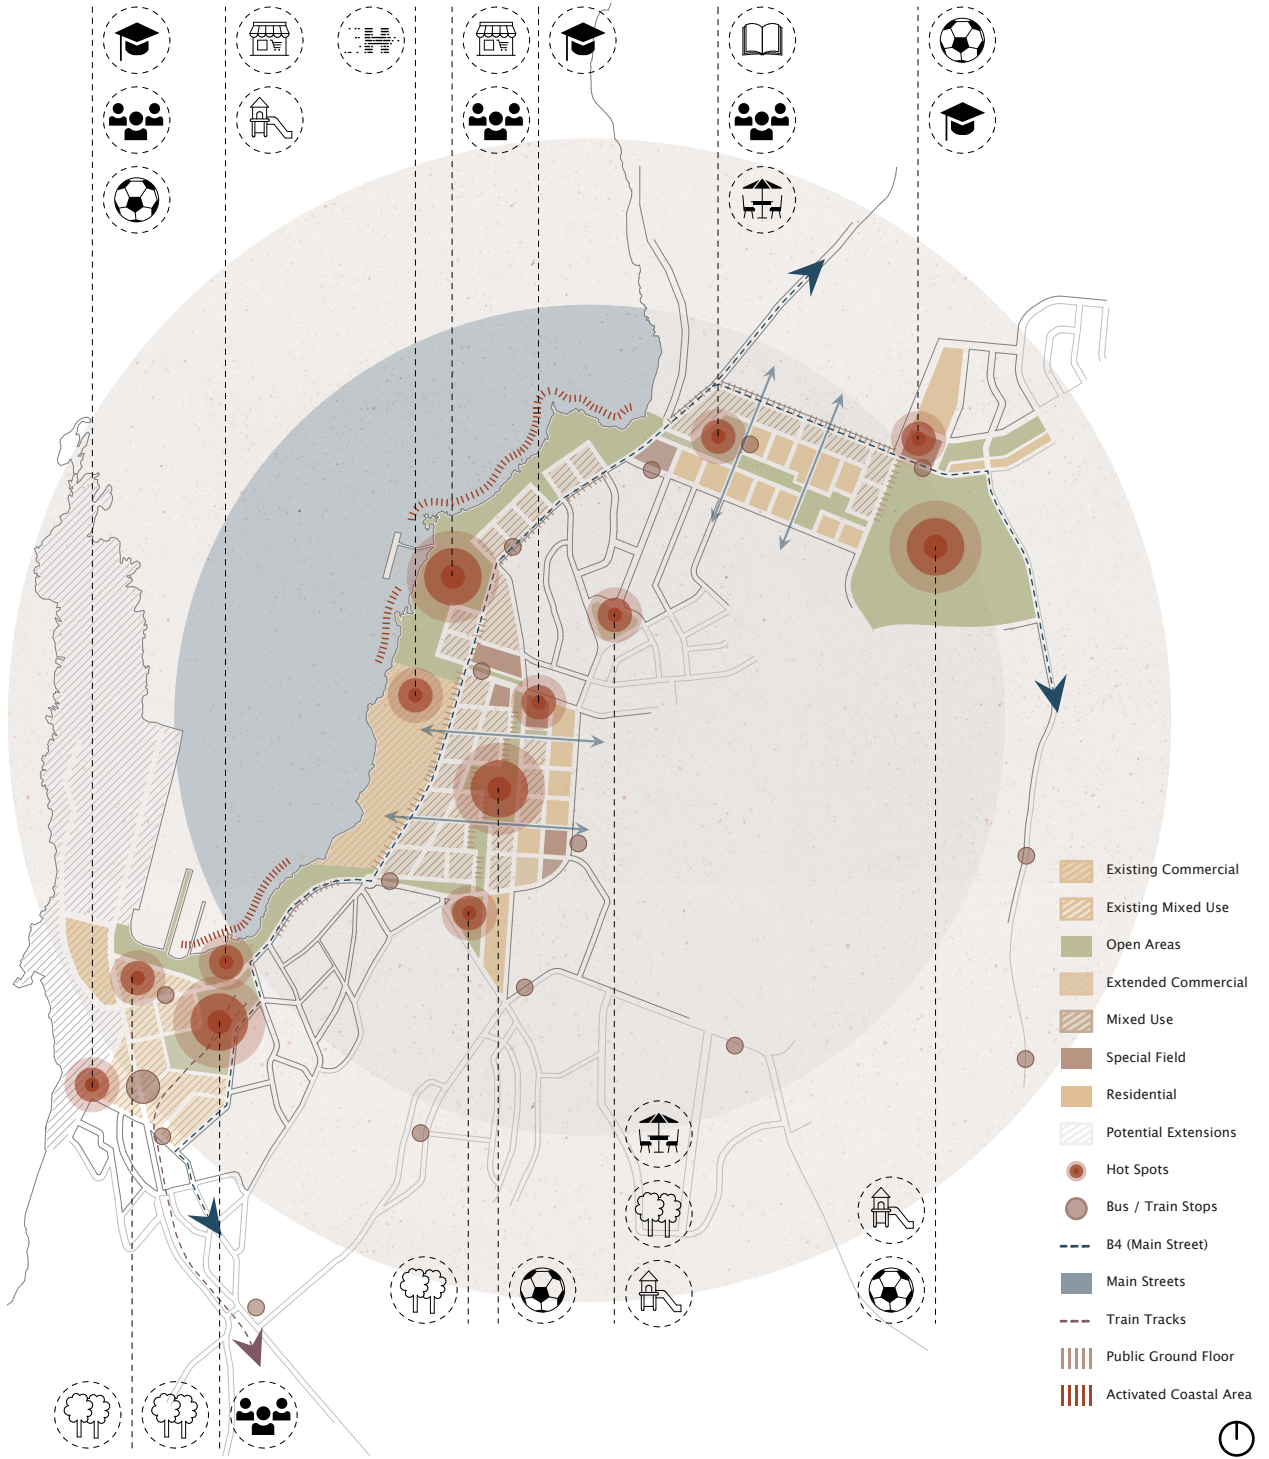 Existing Commercial
Existing Mixed Use
Open Areas
Extended Commercial
Mixed Use
Special Field
Residential
Potential Extensions
Hot Spots
Bus / Train Stops
B4 (Main Street)
Main Streets
Train Tracks
Public Ground Floor
Activated Coastal Area